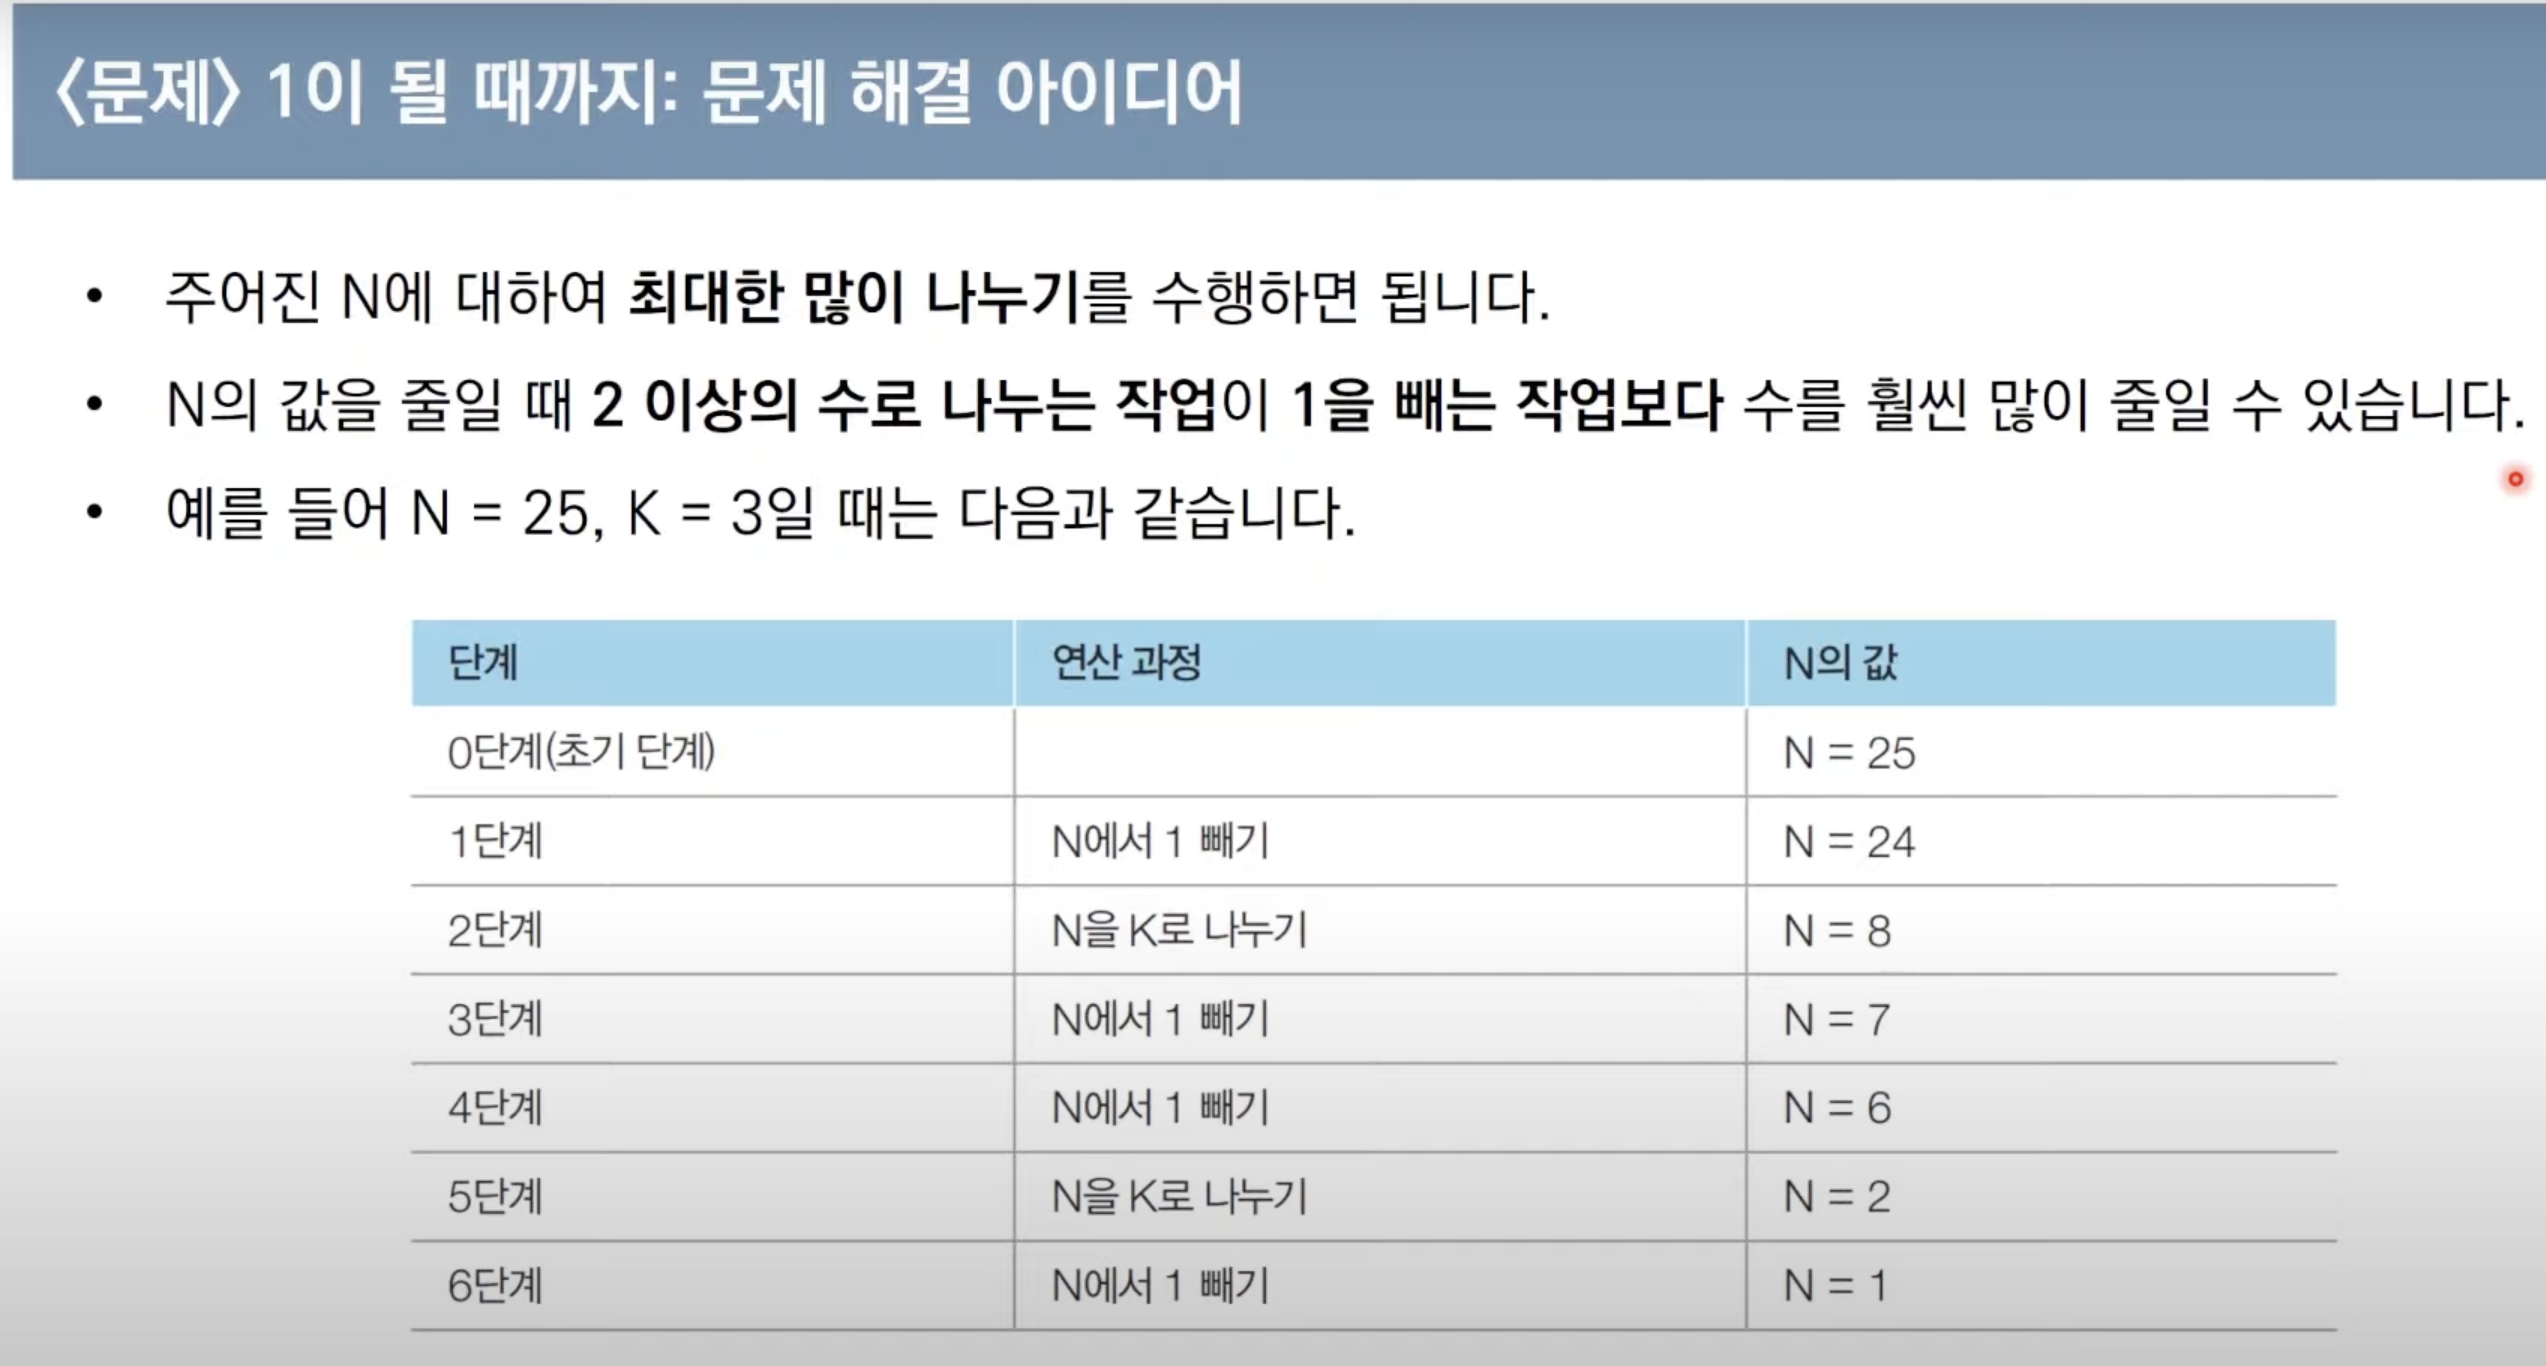 <문제> 1이 될 때까지: 문제 해결 아이디어
• 주어진 N에 대하여 최대한 많이 나누기를 수행하면 됩니다.
• N의 값을 줄일 때 2 이상의 수로 나누는 작업이 1을 빼는 작업보다 수를 훨씬 많이 줄일 수 있습니다.
• 예를 들어 N = 25, K = 3일 때는 다음과 같습니다.
단계 연산 과정 N의 값
0단계(초기 단계) N = 25
1단계 N에서 1 빼기 N = 24
2단계 N을 K로 나누기 N = 8
3단계 N에서 1 빼기 N = 7
4단계 N에서 1 빼기 N = 6
5단계 N을 K로 나누기 N = 2
6단계 N에서 1 빼기 N = 1